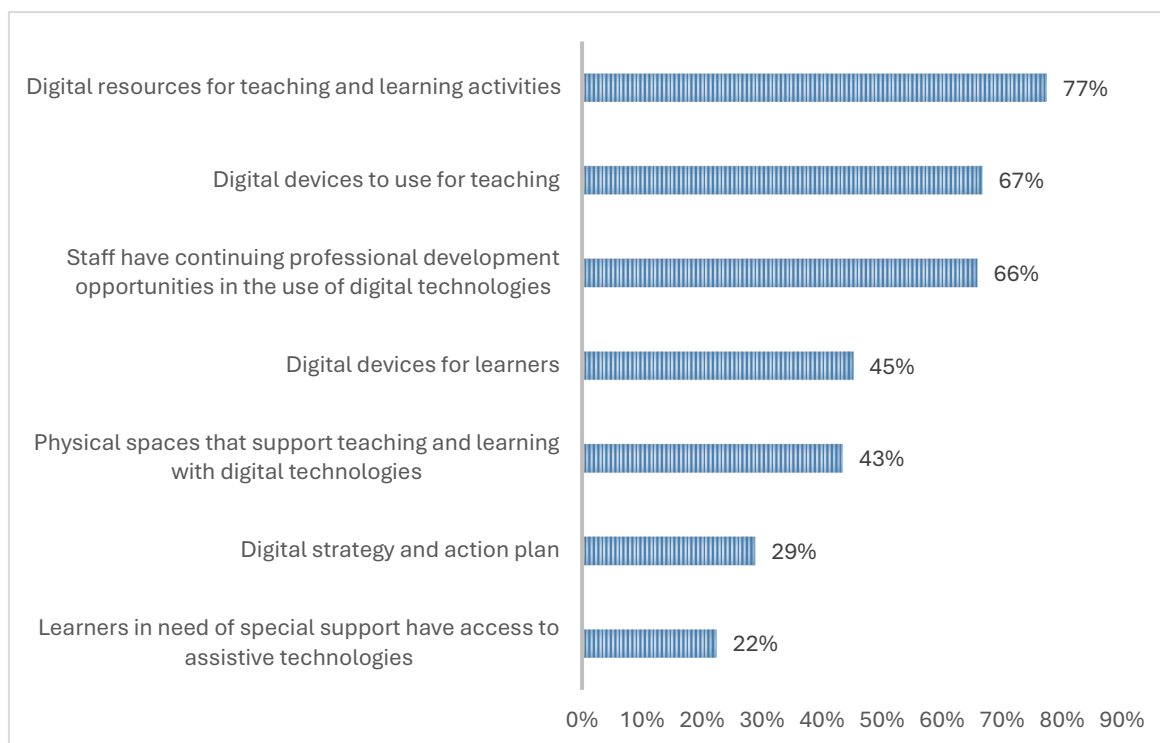 Digital resources for teaching and learning activities
77%
Digital devices to use for teaching
67%
Staff have continuing professional development
opportunities in the use of digital technologies
66%
Digital devices for learners
45%
Physical spaces that support teaching and learning
with digital technologies
43%
Digital strategy and action plan
29%
Learners in need of special support have access to
assistive technologies
22%
0% 10% 20% 30% 40% 50% 60% 70% 80% 90%